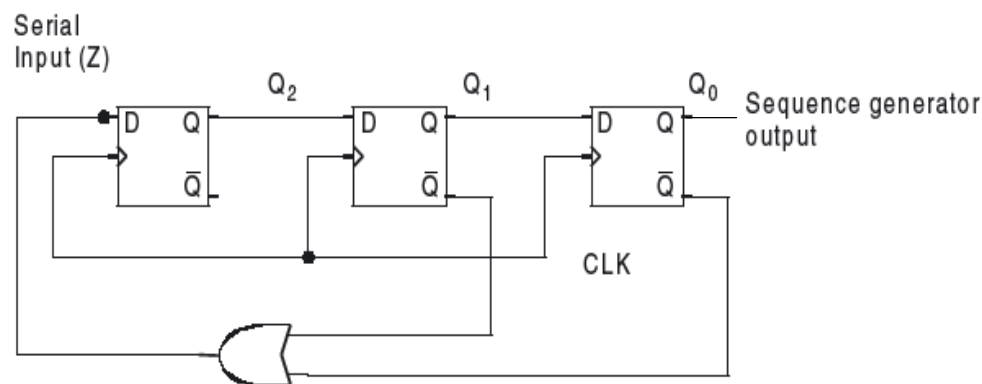 Serial
Input (Z)
Q₂
Q₁
Q₀
Sequence generator
output
D Q
Q̅
D Q
Q̅
D Q
Q̅
CLK